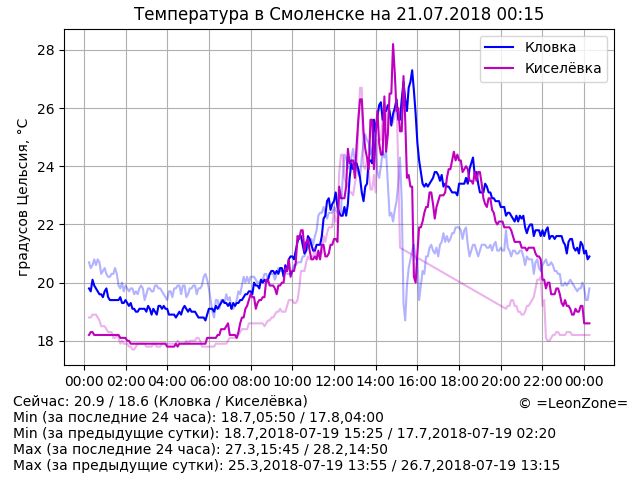 Температура в Смоленске на 21.07.2018 00:15
28
26
24
22
20
18
градусов Цельсия, °C
Кловка
Киселёвка
00:00 02:00 04:00 06:00 08:00 10:00 12:00 14:00 16:00 18:00 20:00 22:00 00:00
Сейчас: 20.9 / 18.6 (Кловка / Киселёвка)
© =LeonZone=
Min (за последние 24 часа): 18.7,05:50 / 17.8,04:00
Min (за предыдущие сутки): 18.7,2018-07-19 15:25 / 17.7,2018-07-19 02:20
Max (за последние 24 часа): 27.3,15:45 / 28.2,14:50
Max (за предыдущие сутки): 25.3,2018-07-19 13:55 / 26.7,2018-07-19 13:15